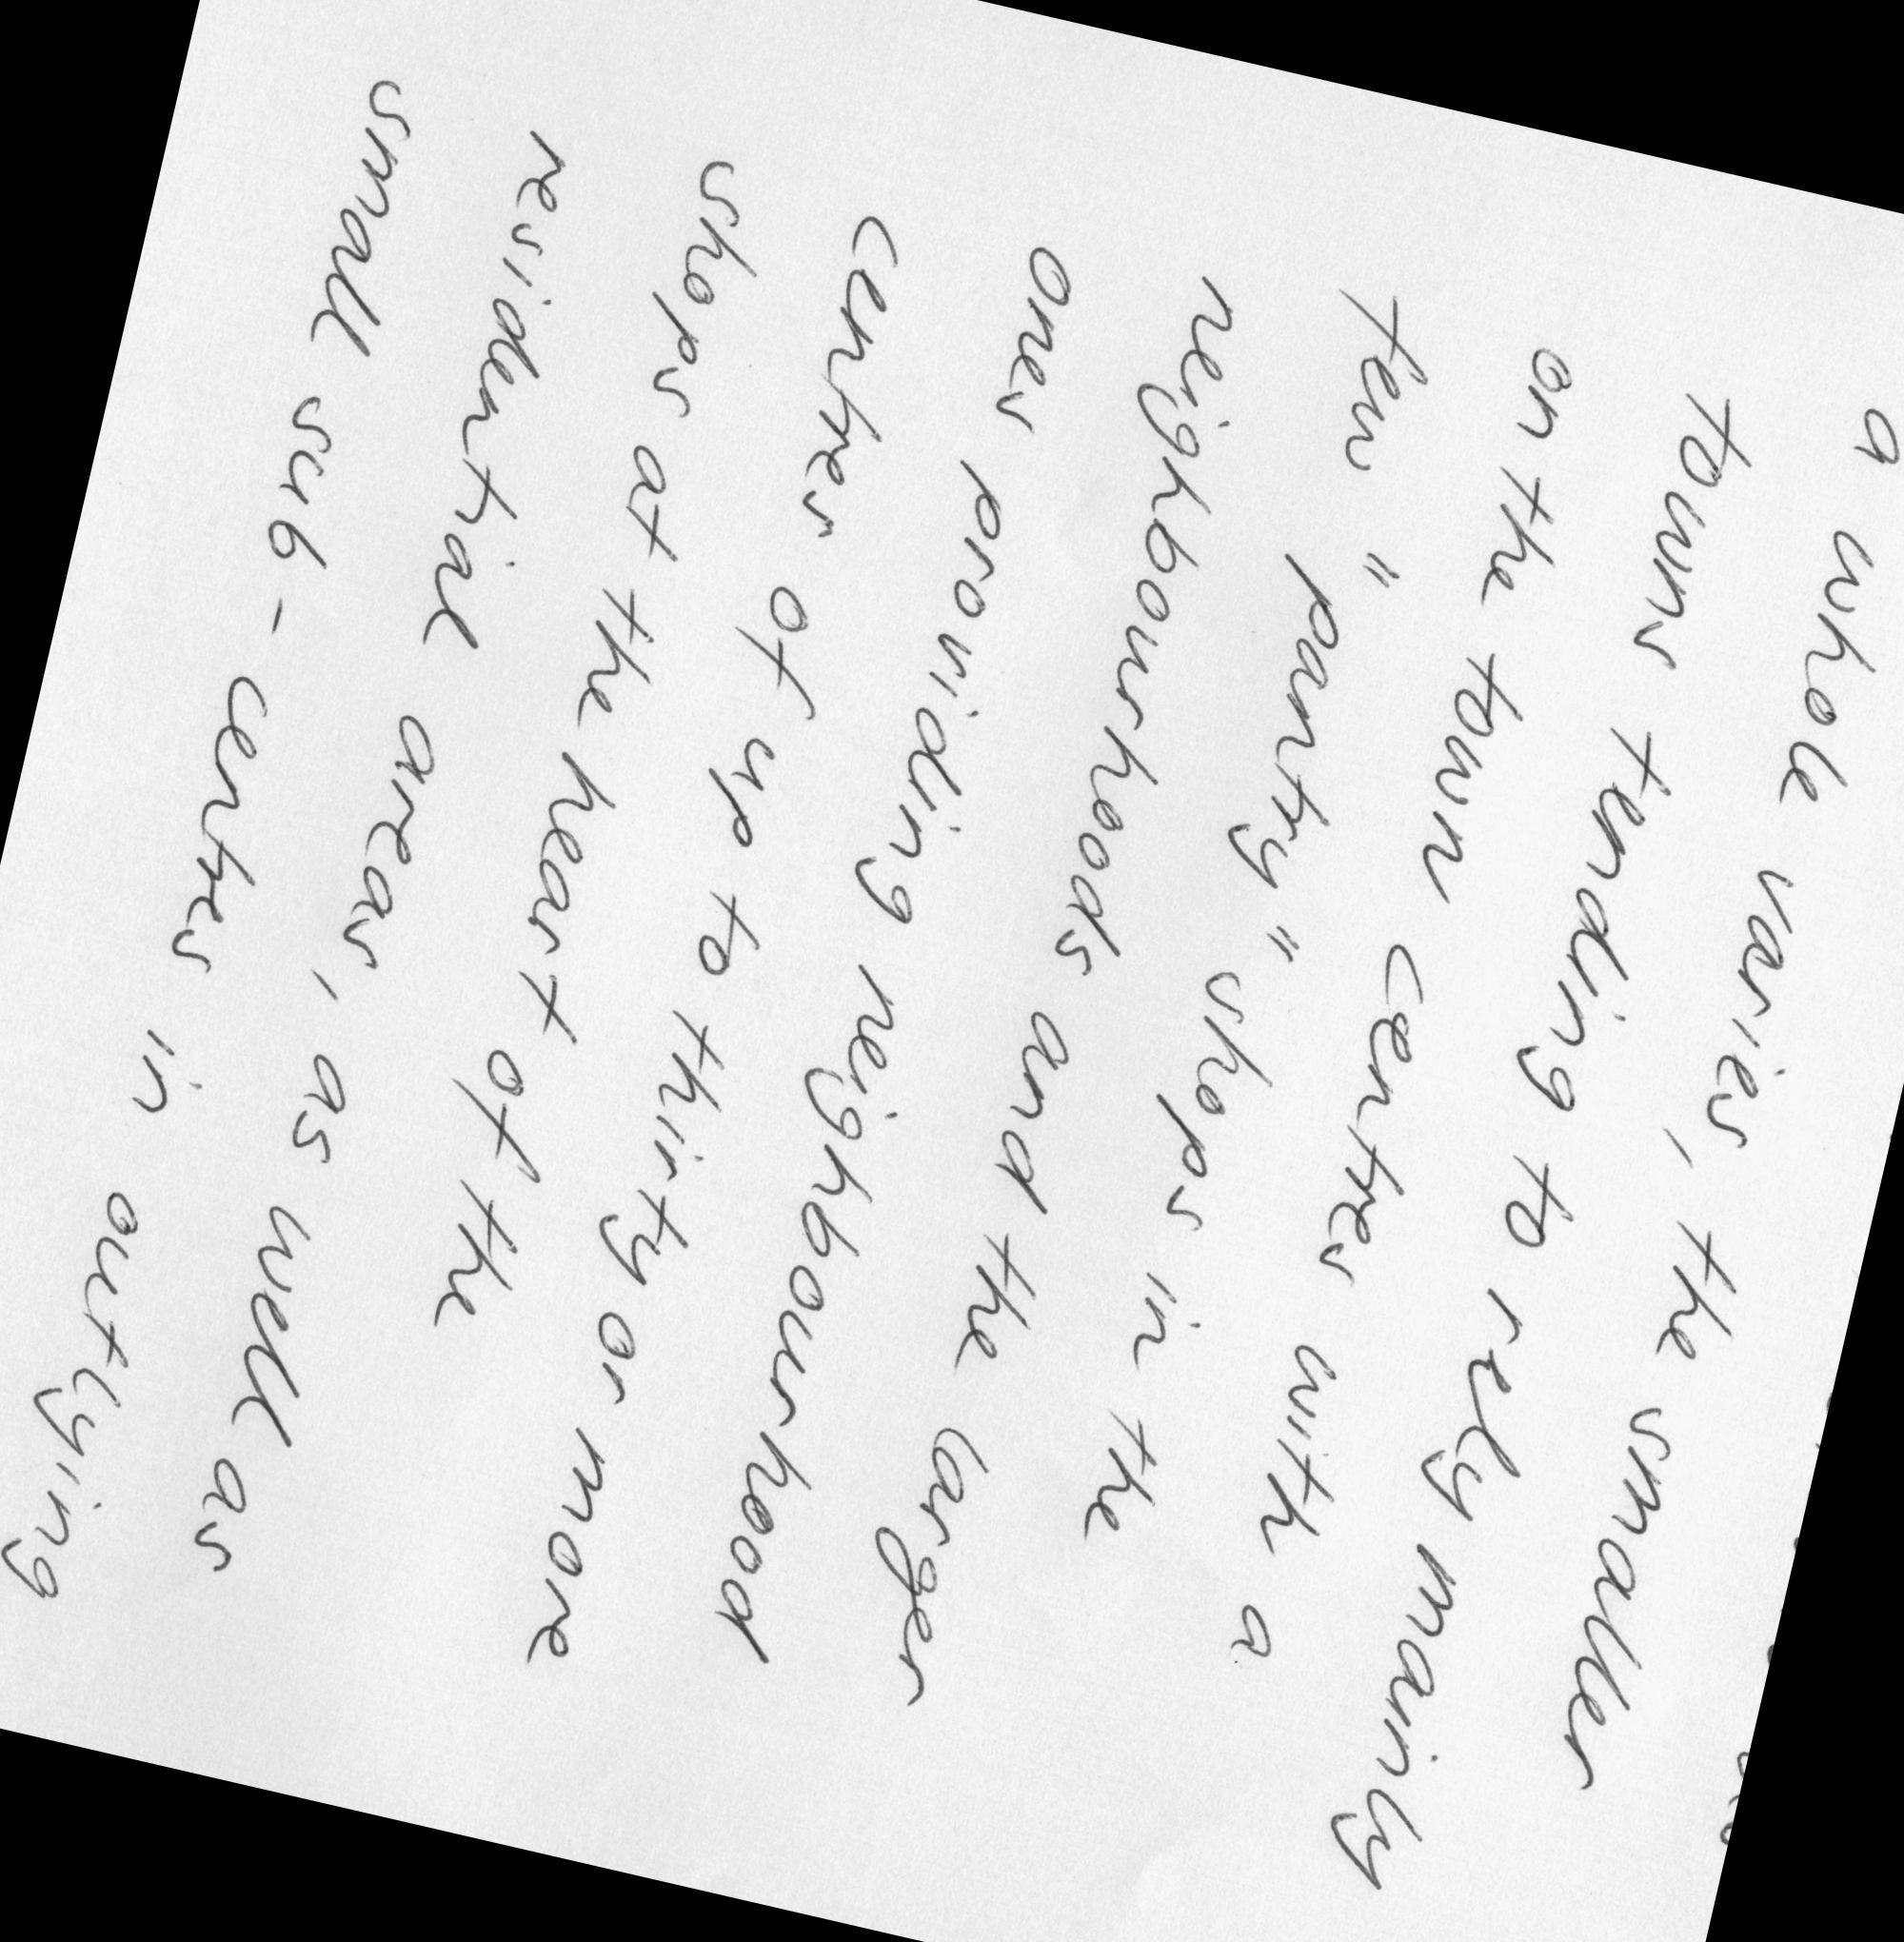 a whole varies, the smaller
towns tending to rely mainly
on the town centres with a
few "pantry" shops in the
neighbourshoods and the larger
ones providing neighbourhood
centres of up to thirty or more
shops at the heart of the
residential areas, as well as
small sub-centres in outlying